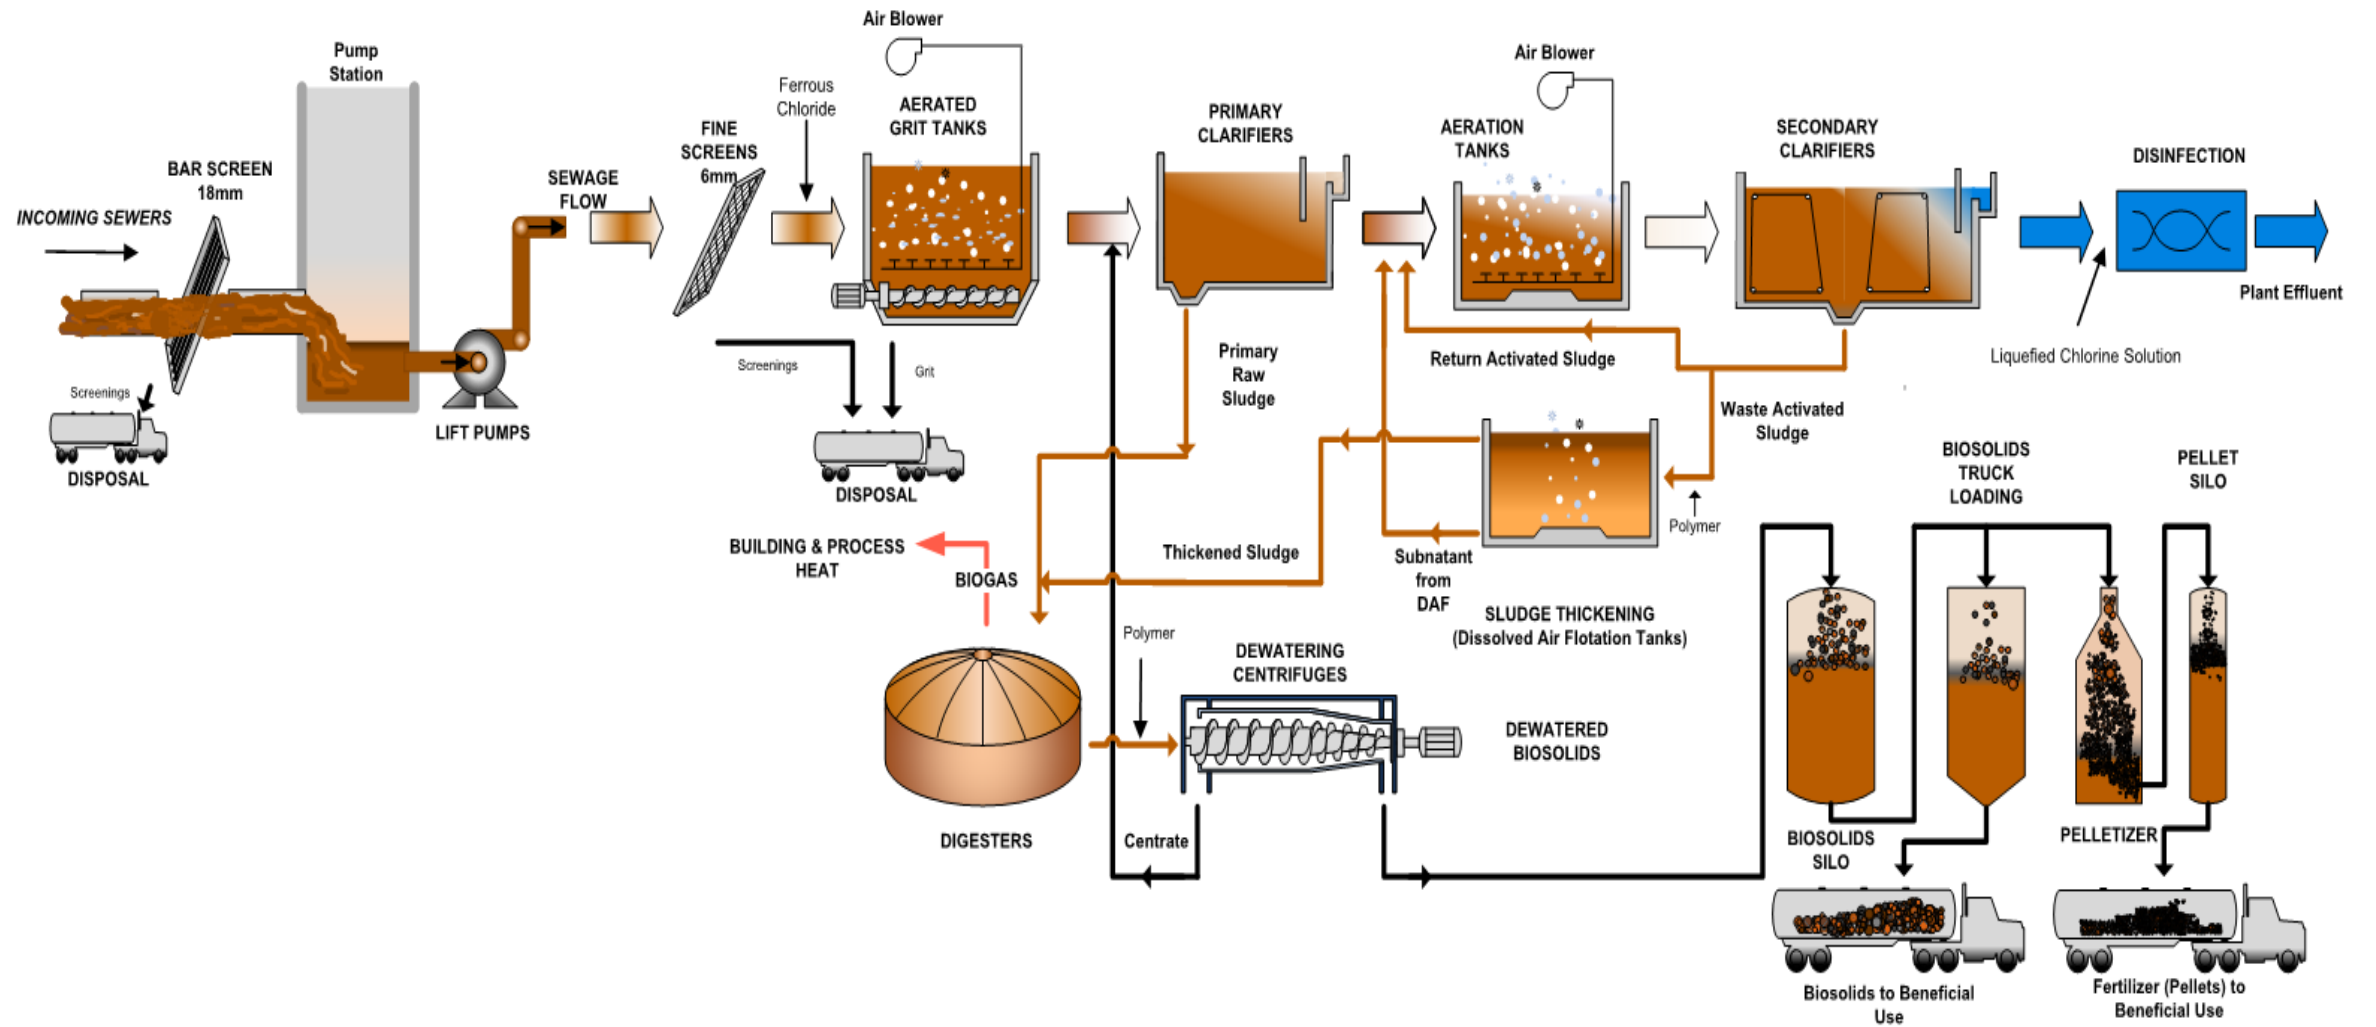 INCOMING SEWERS
BAR SCREEN
18mm
Screenings
DISPOSAL
Pump
Station
LIFT PUMPS
SEWAGE
FLOW
FINE
SCREENS
6mm
Ferrous
Chloride
Air Blower
AERATED
GRIT TANKS
Screenings
Grit
DISPOSAL
PRIMARY
CLARIFIERS
Primary
Raw
Sludge
Air Blower
AERATION
TANKS
Return Activated Sludge
SECONDARY
CLARIFIERS
Waste Activated
Sludge
DISINFECTION
Liquefied Chlorine Solution
Plant Effluent
Polymer
Subnatant
from
DAF
SLUDGE THICKENING
(Dissolved Air Flotation Tanks)
Thickened Sludge
BUILDING & PROCESS
HEAT
BIOGAS
DIGESTERS
Polymer
DEWATERING
CENTRIFUGES
Centrate
DEWATERED
BIOSOLIDS
BIOSOLIDS
SILO
BIOSOLIDS
TRUCK
LOADING
PELLETIZER
PELLET
SILO
Biosolids to Beneficial
Use
Fertilizer (Pellets) to
Beneficial Use